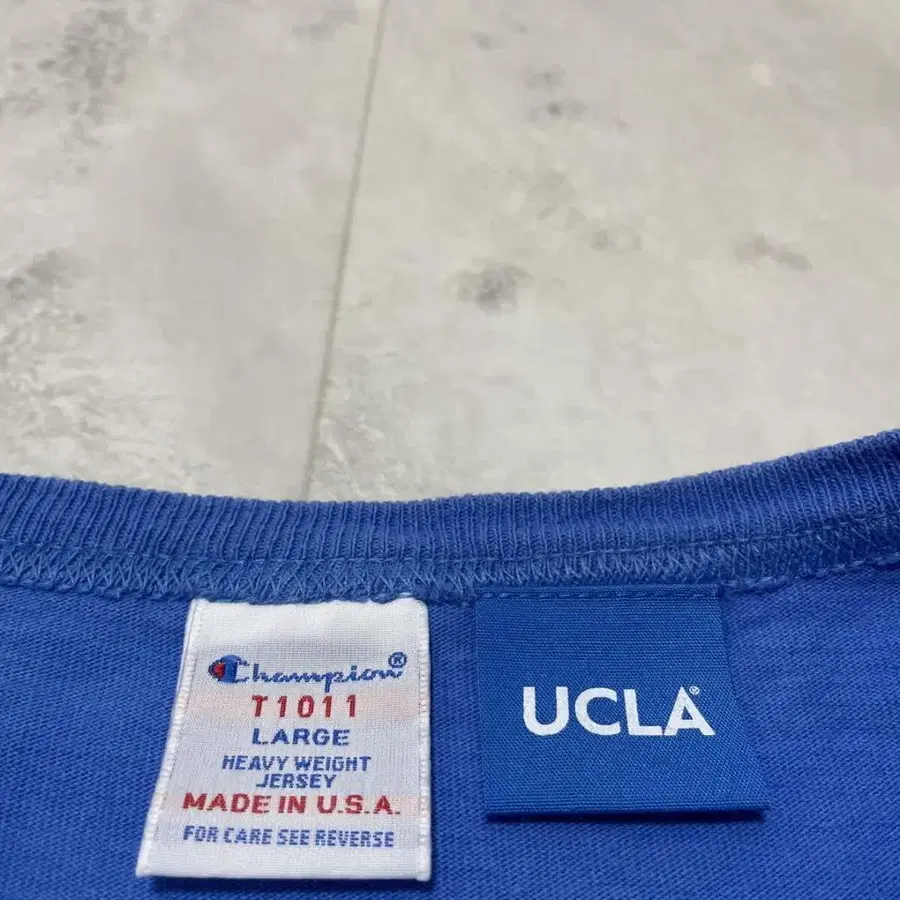 Champion®
T1011
LARGE
HEAVY WEIGHT
JERSEY
MADE IN U.S.A.
FOR CARE SEE REVERSE
UCLA®